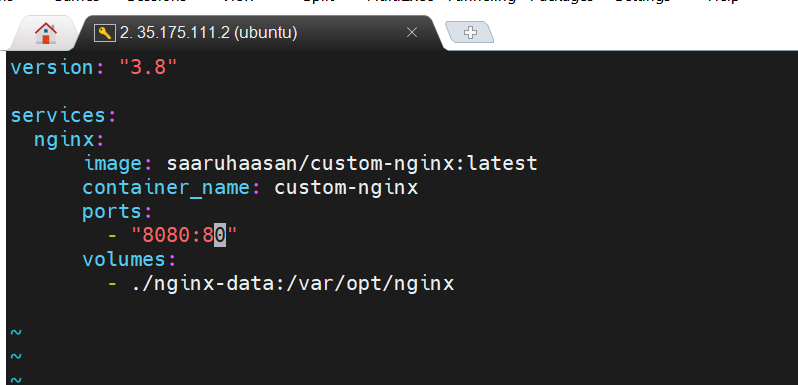 2. 35.175.111.2 (ubuntu)
version: "3.8"

services:
  nginx:
      image: saaruhaasan/custom-nginx:latest
      container_name: custom-nginx
      ports:
        - "8080:80"
      volumes:
        - ./nginx-data:/var/opt/nginx

~
~
~